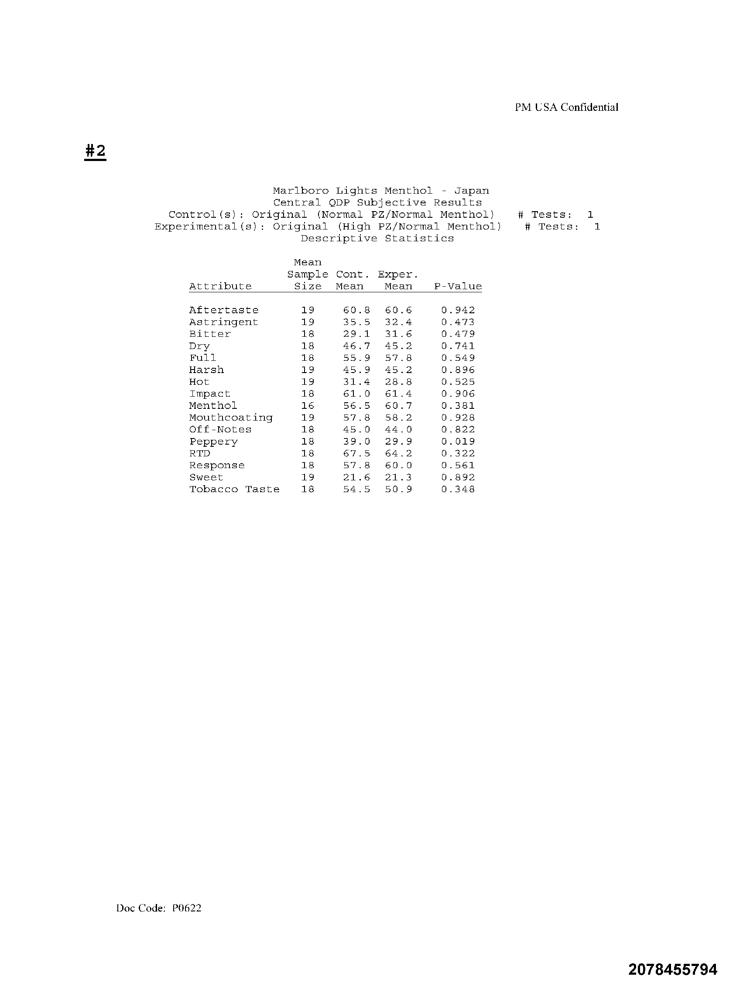 PM USA Confidential
#2
Marlboro Lights Menthol - Japan
Central QDP Subjective Results
Control(s): Original (Normal PZ/Normal Menthol) # Tests: 1
Experimental(s): Original (High PZ/Normal Menthol) # Tests: 1
Descriptive Statistics
Mean
Sample Cont. Exper.
Attribute Size Mean Mean P-Value
Aftertaste 19 60.8 60.6 0.942
Astringent 19 35.5 32.4 0.473
Bitter 18 29.1 31.6 0.479
Dry 18 46.7 45.2 0.741
Full 18 55.9 57.8 0.549
Harsh 19 45.9 45.2 0.896
Hot 19 31.4 28.8 0.525
Impact 18 61.0 61.4 0.906
Menthol 16 56.5 60.7 0.381
Mouthcoating 19 57.8 58.2 0.928
Off-Notes 18 45.0 44.0 0.822
Peppery 18 39.0 29.9 0.019
RTD 18 67.5 64.2 0.322
Response 18 57.8 60.0 0.561
Sweet 19 21.6 21.3 0.892
Tobacco Taste 18 54.5 50.9 0.348
Doc Code: P0622
2078455794